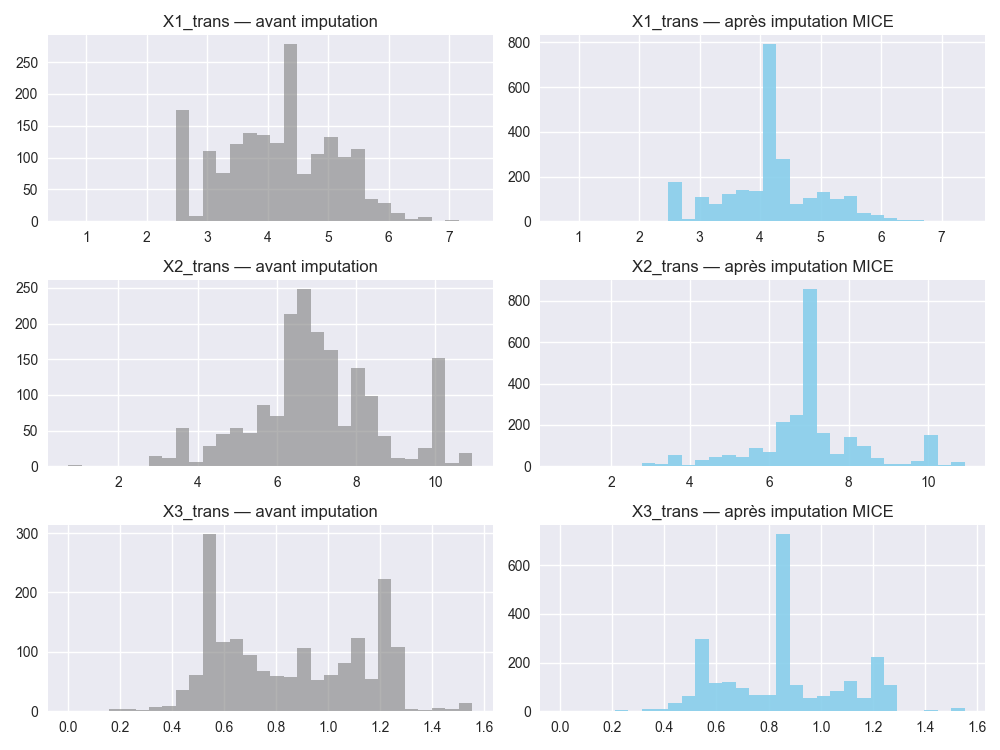 X1_trans — avant imputation
250
200
150
100
50
0
1 2 3 4 5 6 7
X1_trans — après imputation MICE
800
600
400
200
0
1 2 3 4 5 6 7
X2_trans — avant imputation
250
200
150
100
50
0
2 4 6 8 10
X2_trans — après imputation MICE
800
600
400
200
0
2 4 6 8 10
X3_trans — avant imputation
300
200
100
0
0.0 0.2 0.4 0.6 0.8 1.0 1.2 1.4 1.6
X3_trans — après imputation MICE
600
400
200
0
0.0 0.2 0.4 0.6 0.8 1.0 1.2 1.4 1.6